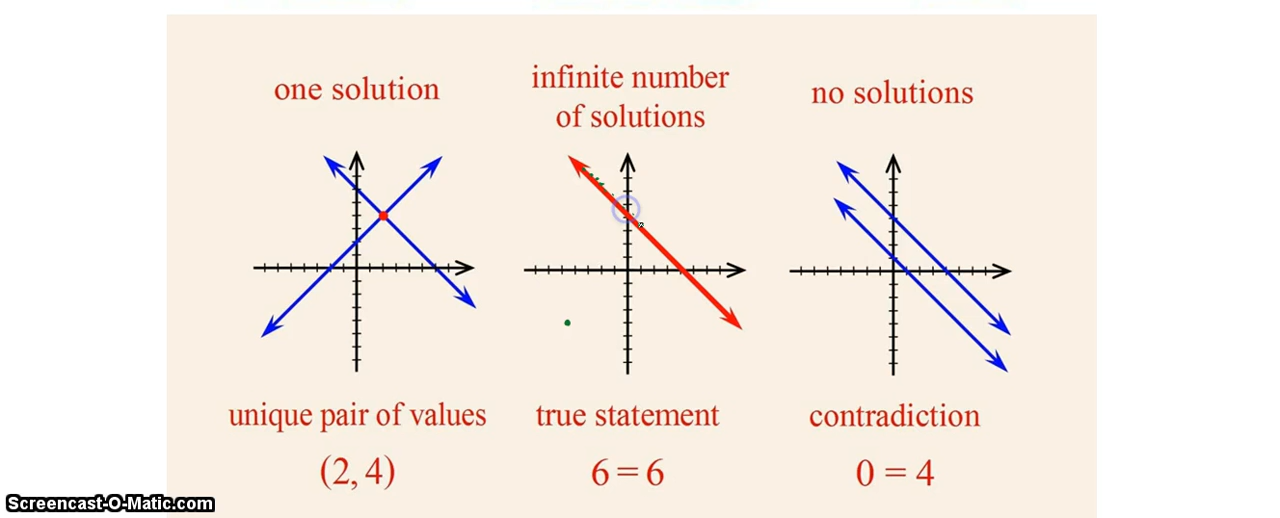 one solution
infinite number
of solutions
no solutions
unique pair of values
true statement
contradiction
(2, 4)
6 = 6
0 = 4
Screencast-O-Matic.com